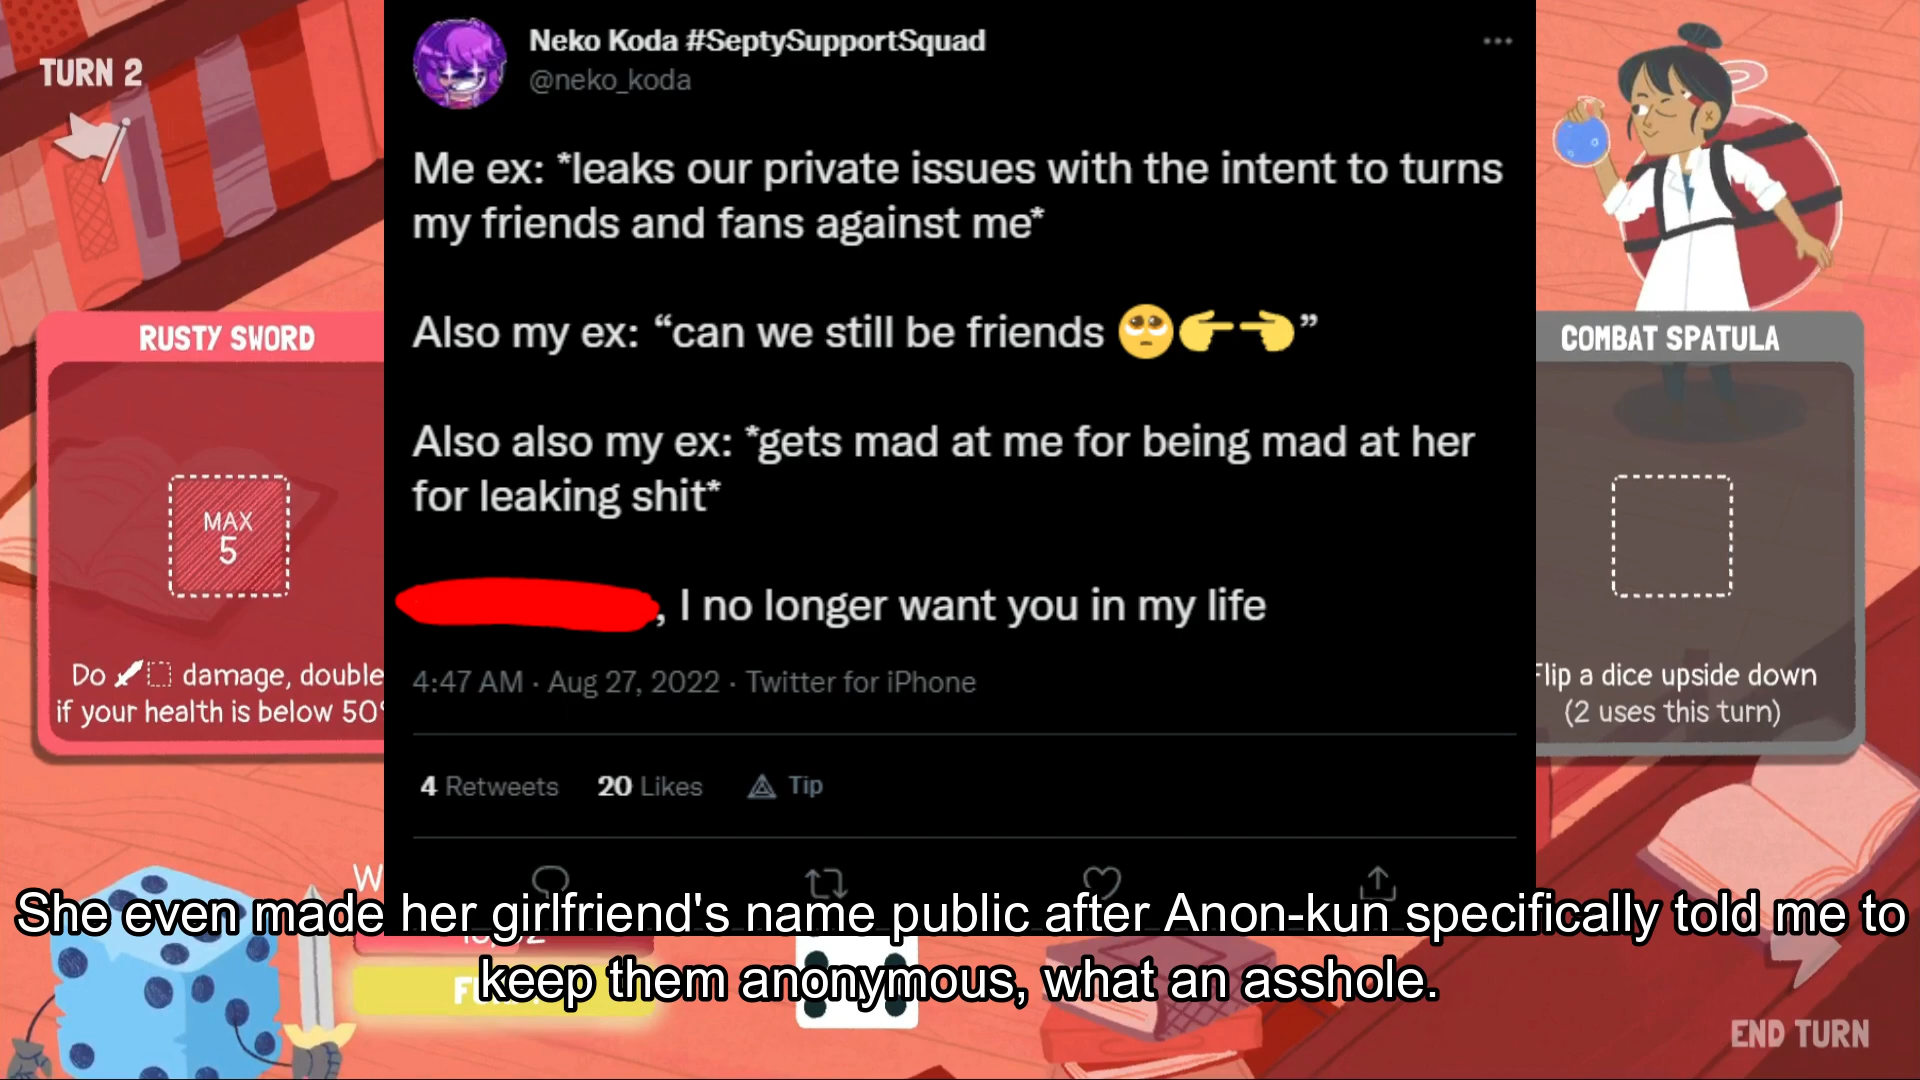 TURN 2
Neko Koda #SeptySupportSquad
@neko_koda
Me ex: *leaks our private issues with the intent to turns
my friends and fans against me*
Also my ex: “can we still be friends 🥺👉👈”
Also also my ex: *gets mad at me for being mad at her
for leaking shit*
, I no longer want you in my life
4:47 AM · Aug 27, 2022 · Twitter for iPhone
4 Retweets 20 Likes Tip
RUSTY SWORD
MAX
5
Do damage, double
if your health is below 50
COMBAT SPATULA
Flip a dice upside down
(2 uses this turn)
W
She even made her girlfriend's name public after Anon-kun specifically told me to
keep them anonymous, what an asshole.
END TURN